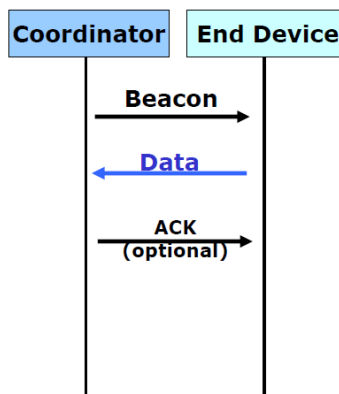 Coordinator
End Device
Beacon
Data
ACK
(optional)